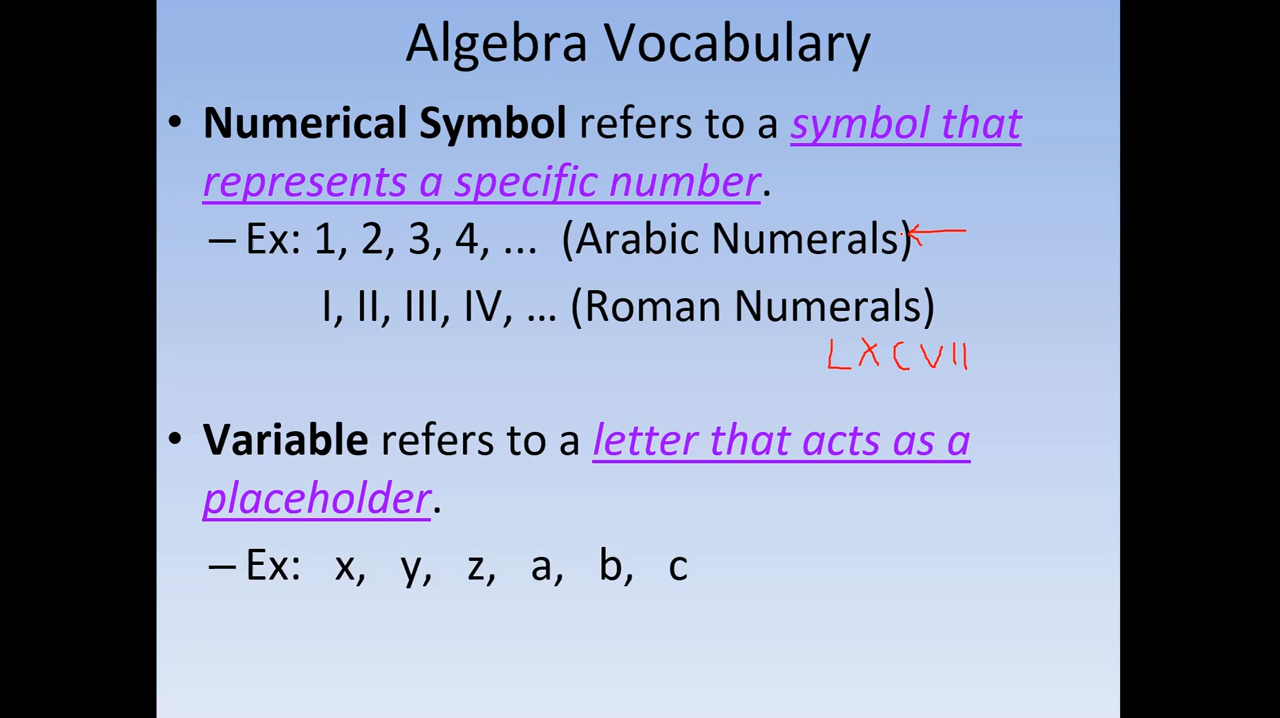 Algebra Vocabulary
• Numerical Symbol refers to a symbol that
represents a specific number.
– Ex: 1, 2, 3, 4, ... (Arabic Numerals)
I, II, III, IV, … (Roman Numerals)
LXCVII
• Variable refers to a letter that acts as a
placeholder.
– Ex: x, y, z, a, b, c